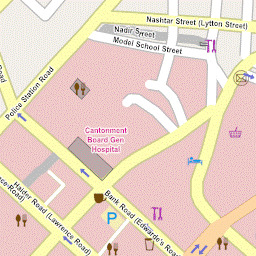 Nashtar Street (Lytton Street)
Nadir Street
Model School Street
Police Station Road
Cantonment
Board Gen
Hospital
Haider Road (Lawrence Road)
Bank Road (Edwarde's Road)
P